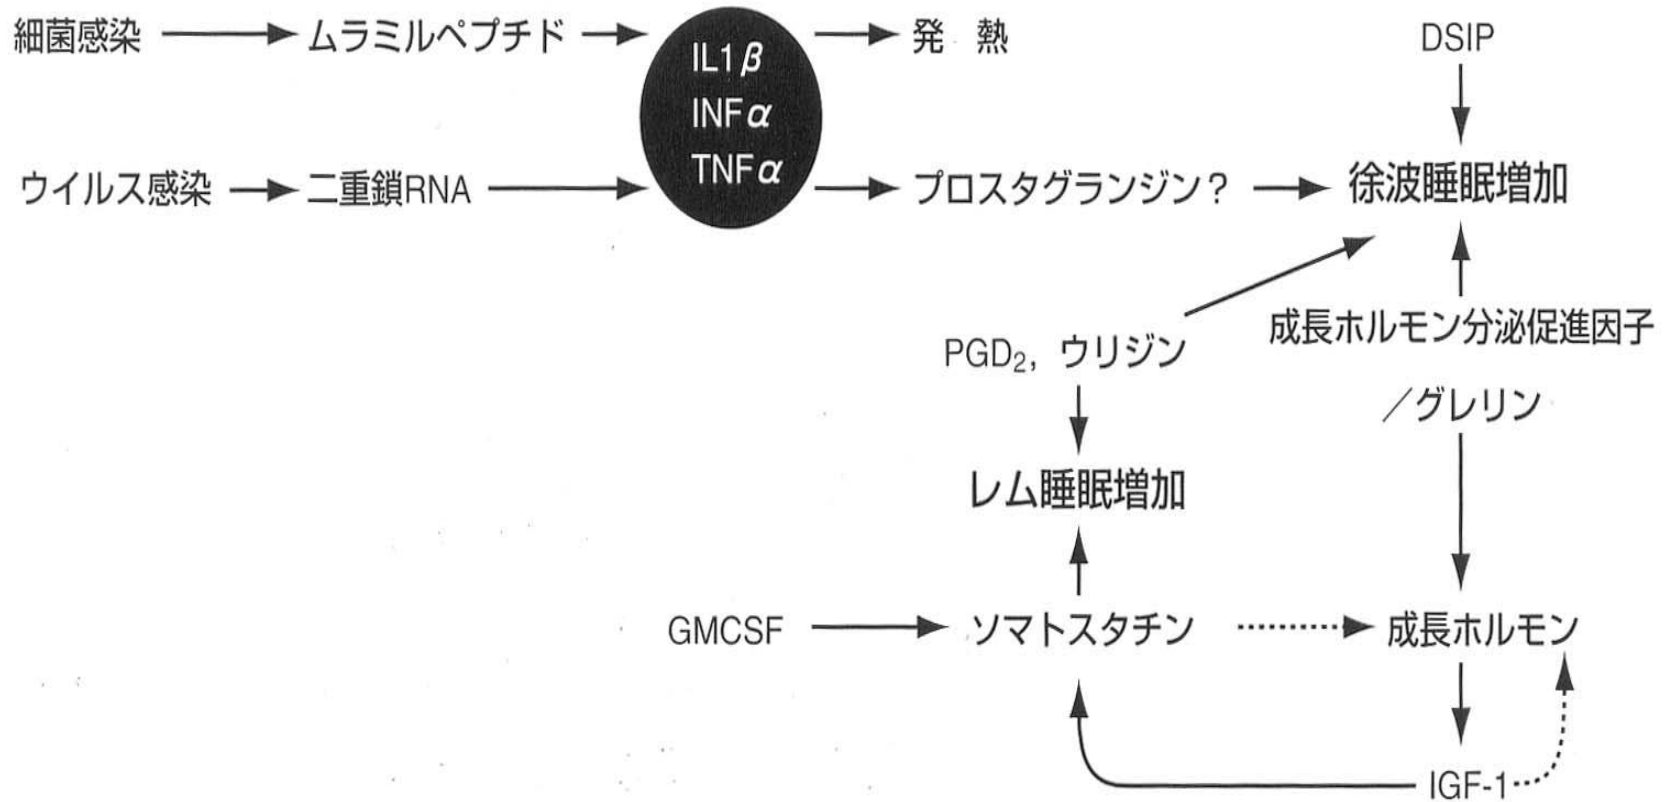 細菌感染 ムラミルペプチド 発 熱 DSIP
IL1β
INFα
TNFα
ウイルス感染 二重鎖RNA プロスタグランジン？ 徐波睡眠増加
PGD₂，ウリジン 成長ホルモン分泌促進因子
／グレリン
レム睡眠増加
GMCSF ソマトスタチン 成長ホルモン
IGF-1